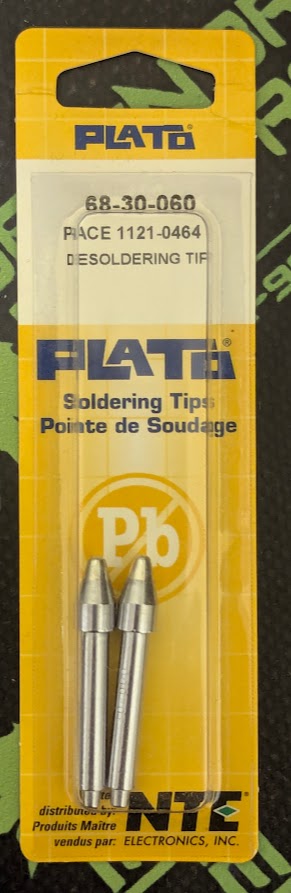 PLATO®
68-30-060
PACE 1121-0464
DESOLDERING TIP
PLATO®
Soldering Tips
Pointe de Soudage
Pb
distributed by:
Produits Maître
vendus par:
NTE
ELECTRONICS, INC.